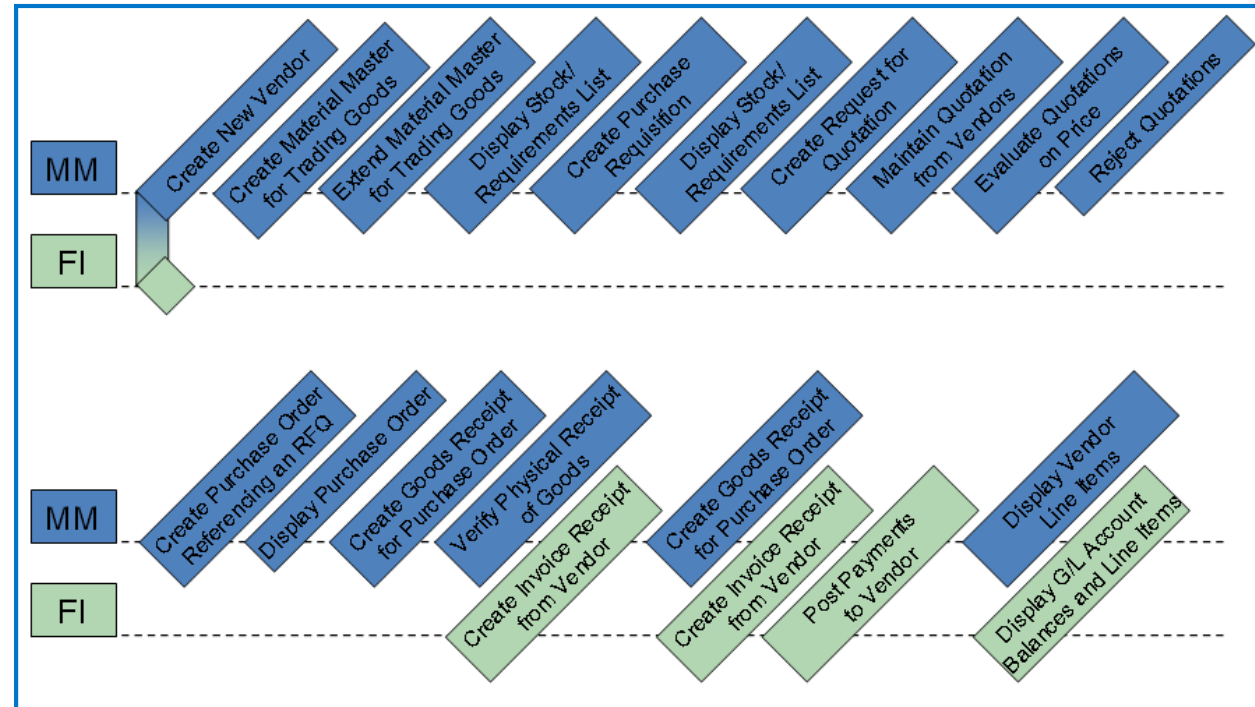 MM
Create New Vendor
Create Material Master
for Trading Goods
Extend Material Master
for Trading Goods
Display Stock/
Requirements List
Create Purchase
Requisition
Display Stock/
Requirements List
Create Request for
Quotation
Maintain Quotation
from Vendors
Evaluate Quotations
on Price
Reject Quotations
FI
MM
Create Purchase Order
Referencing an RFQ
Display Purchase Order
Create Goods Receipt
for Purchase Order
Verify Physical Receipt
of Goods
Create Goods Receipt
for Purchase Order
Display Vendor
Line Items
FI
Create Invoice Receipt
from Vendor
Create Invoice Receipt
from Vendor
Post Payments
to Vendor
Display G/L Account
Balances and Line Items